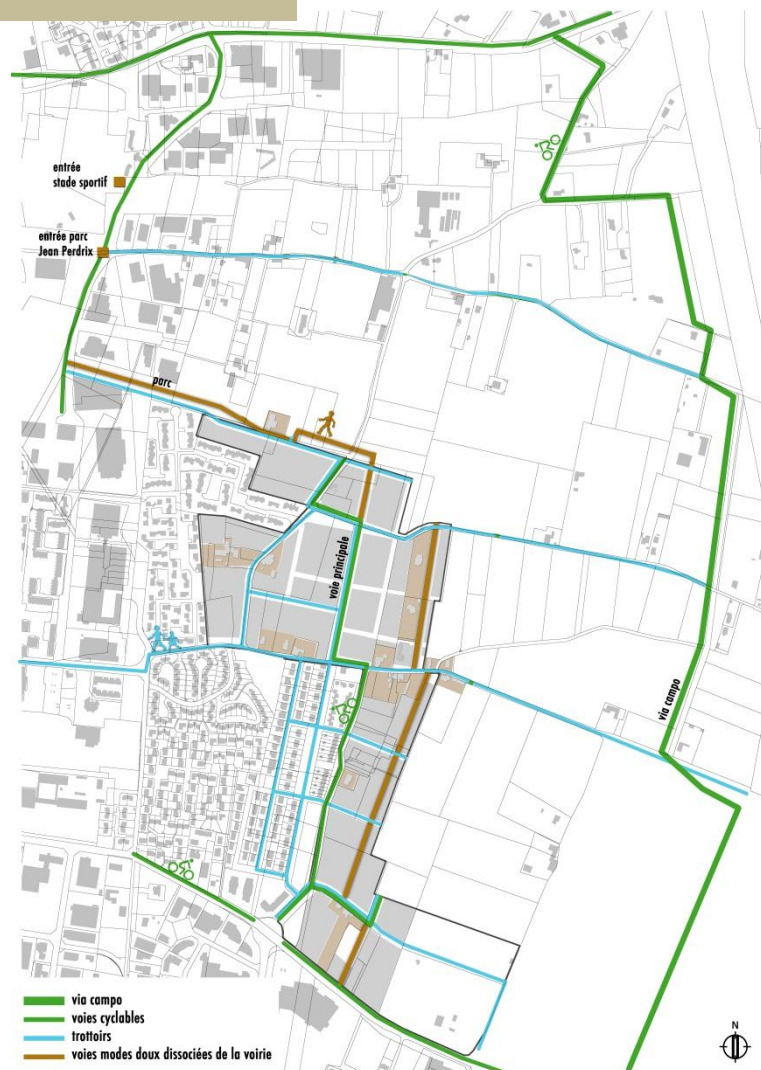 entrée
stade sportif
entrée parc
Jean Perdrix
parc
voie principale
via campo
via campo
voies cyclables
trottoirs
voies modes doux dissociées de la voirie
N